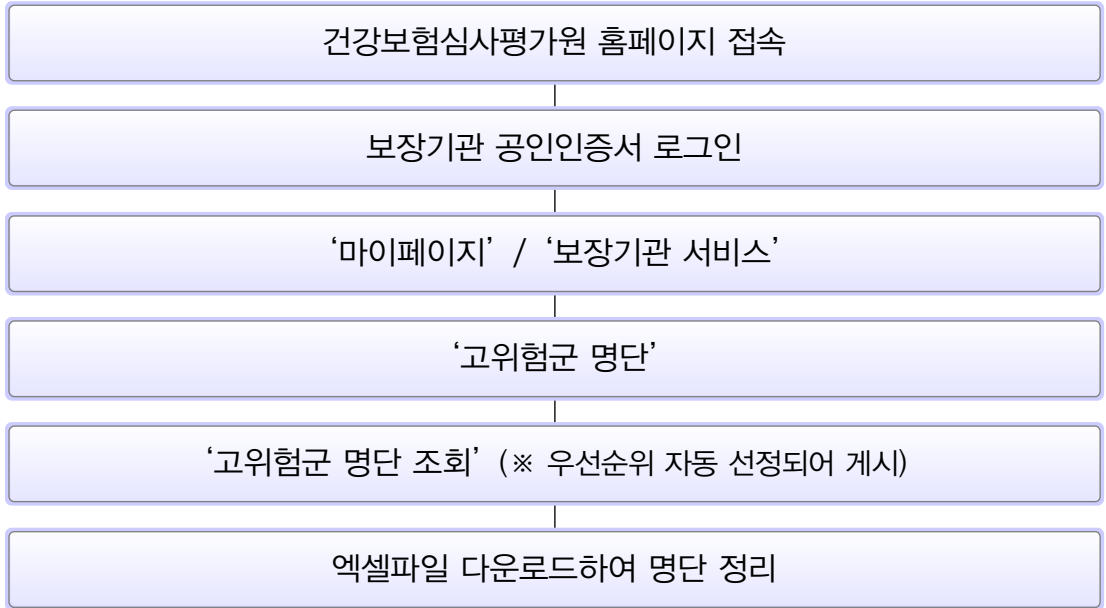 건강보험심사평가원 홈페이지 접속
보장기관 공인인증서 로그인
‘마이페이지’ / ‘보장기관 서비스’
‘고위험군 명단’
‘고위험군 명단 조회’ (※ 우선순위 자동 선정되어 게시)
엑셀파일 다운로드하여 명단 정리